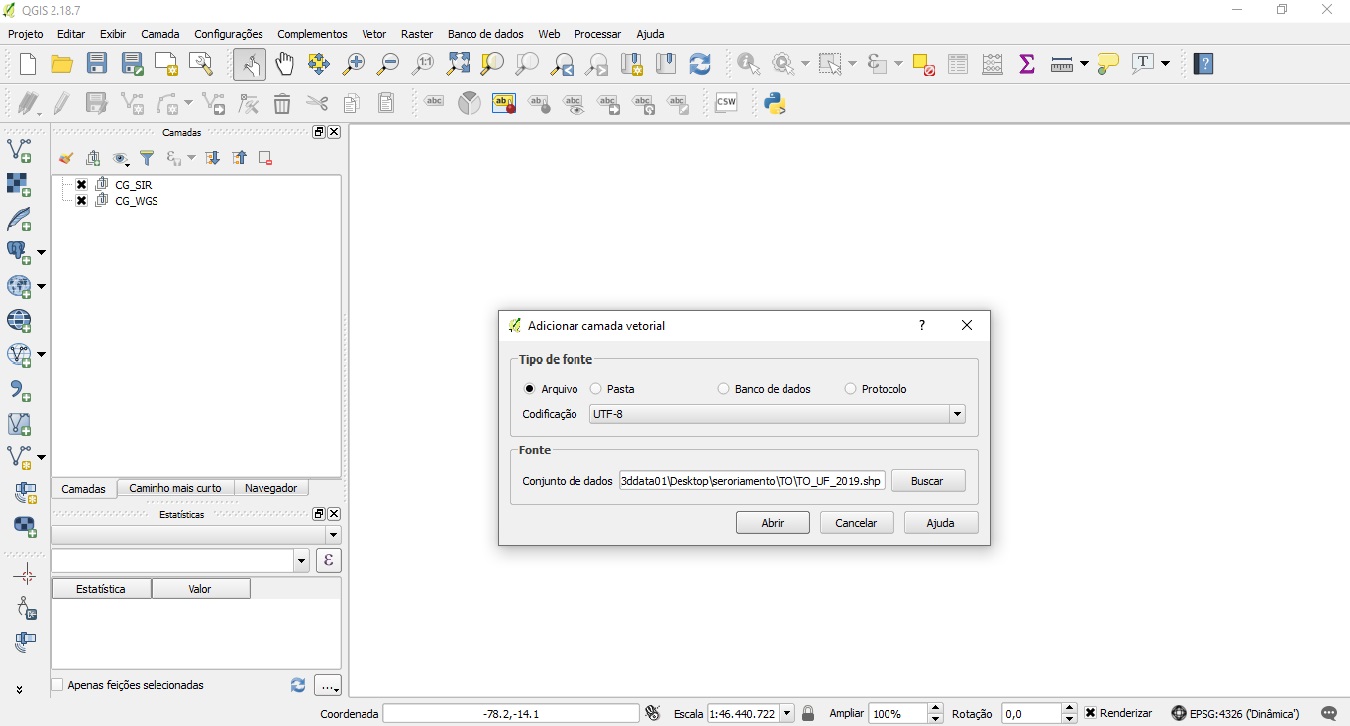 QGIS 2.18.7
Projeto Editar Exibir Camada Configurações Complementos Vetor Raster Banco de dados Web Processar Ajuda
1:1
T
?
abc ab abc abc abc abc abc CSW
Camadas
CG_SIR
CG_WGS
Adicionar camada vetorial ?
Tipo de fonte
Arquivo Pasta Banco de dados Protocolo
Codificação UTF-8
Fonte
Conjunto de dados 3ddata01\Desktop\seroriamento\TO\TO_UF_2019.shp Buscar
Abrir Cancelar Ajuda
Camadas Caminho mais curto Navegador
Estatísticas
ε
Estatística Valor
Apenas feições selecionadas ...
Coordenada -78.2,-14.1 Escala 1:46.440.722 Ampliar 100% Rotação 0,0 Renderizar EPSG:4326 ('Dinâmica')